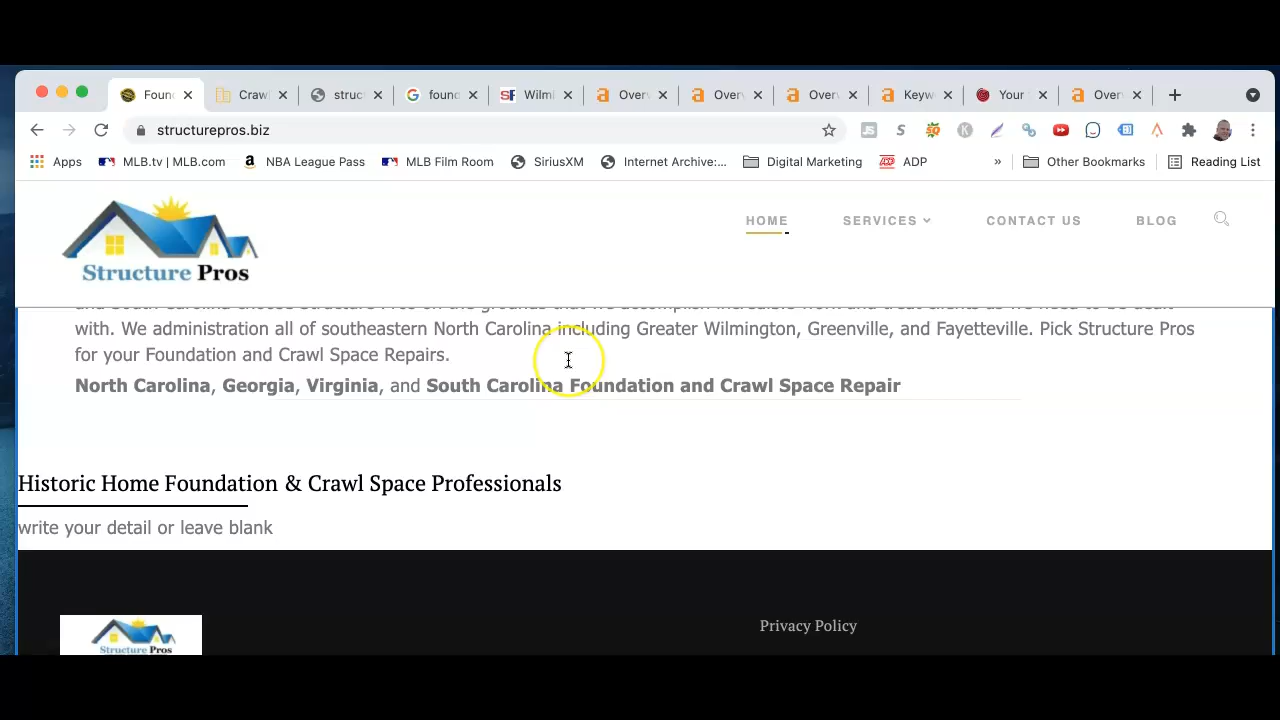 Found
Crawl
struct
found
Wilmi
Overv
Overv
Overv
Keyw
Your
Overv
structurepros.biz
Apps
MLB.tv | MLB.com
NBA League Pass
MLB Film Room
SiriusXM
Internet Archive:...
Digital Marketing
ADP
»
Other Bookmarks
Reading List
Structure Pros
HOME
SERVICES
CONTACT US
BLOG
with. We administration all of southeastern North Carolina including Greater Wilmington, Greenville, and Fayetteville. Pick Structure Pros
for your Foundation and Crawl Space Repairs.
North Carolina, Georgia, Virginia, and South Carolina Foundation and Crawl Space Repair
Historic Home Foundation & Crawl Space Professionals
write your detail or leave blank
Structure Pros
Privacy Policy